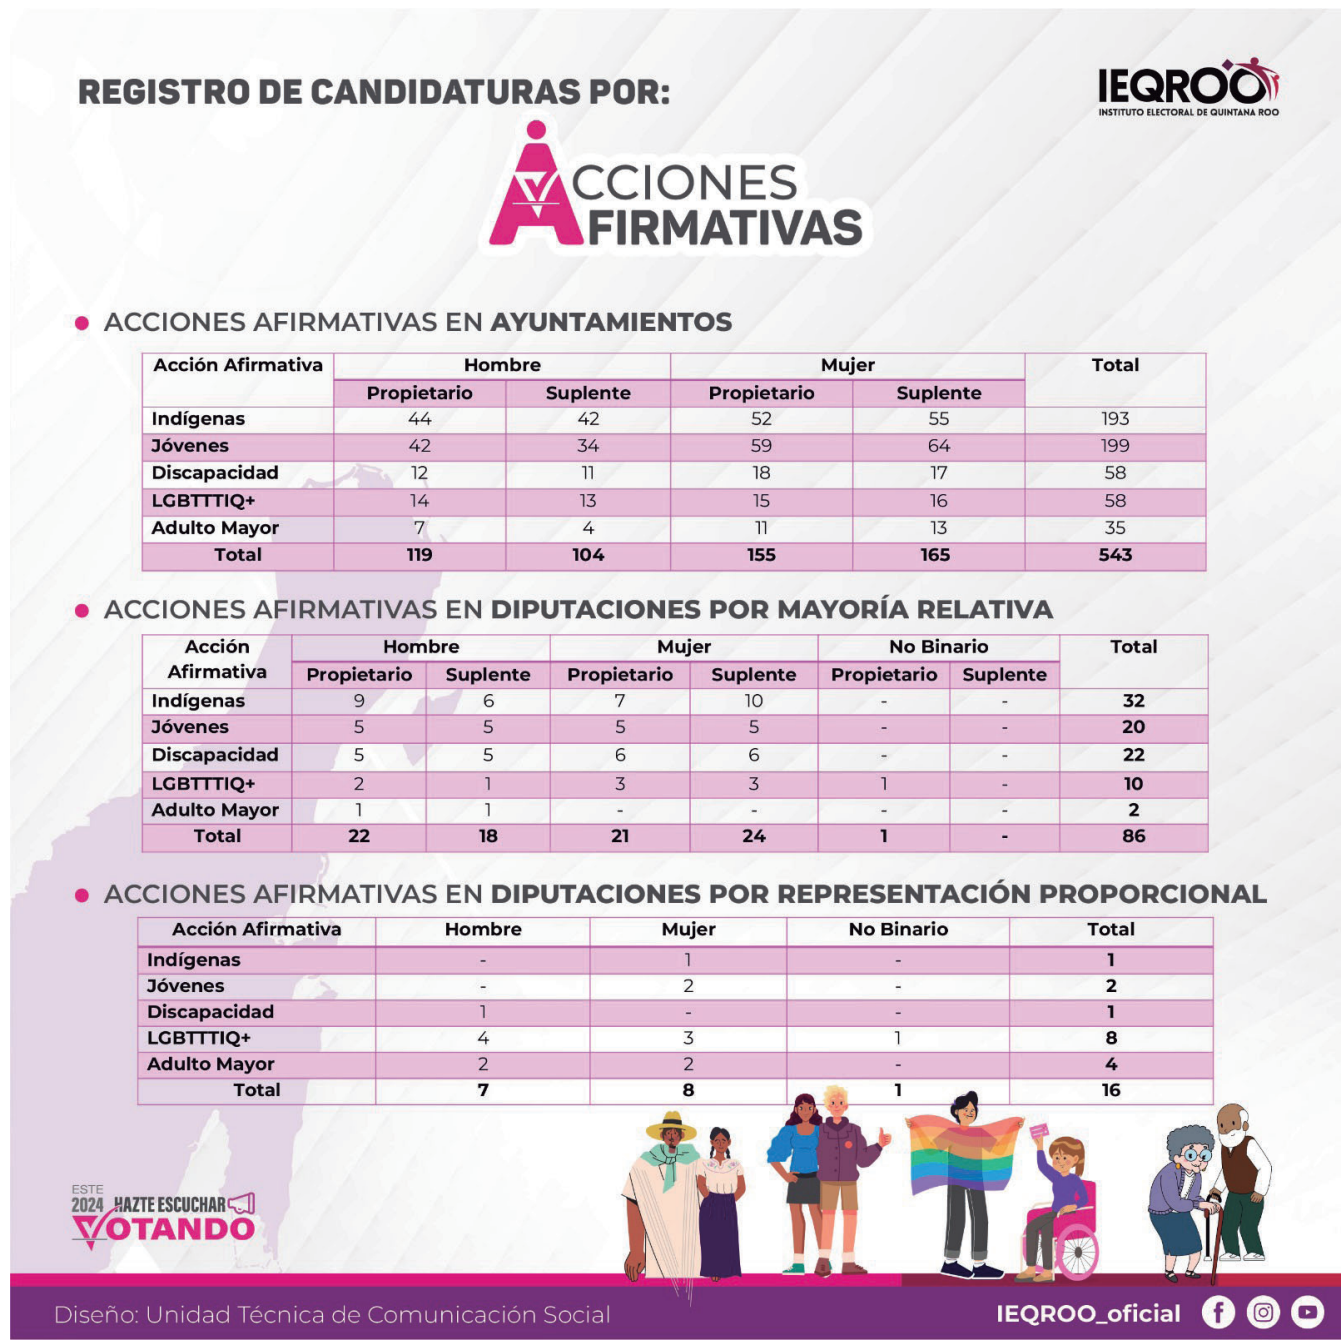 REGISTRO DE CANDIDATURAS POR:
IEQROO
INSTITUTO ELECTORAL DE QUINTANA ROO
ACCIONES
AFIRMATIVAS
ACCIONES AFIRMATIVAS EN AYUNTAMIENTOS
Acción Afirmativa Hombre Mujer Total
Propietario Suplente Propietario Suplente
Indígenas 44 42 52 55 193
Jóvenes 42 34 59 64 199
Discapacidad 12 11 18 17 58
LGBTTTIQ+ 14 13 15 16 58
Adulto Mayor 7 4 11 13 35
Total 119 104 155 165 543
ACCIONES AFIRMATIVAS EN DIPUTACIONES POR MAYORÍA RELATIVA
Acción Hombre Mujer No Binario Total
Afirmativa Propietario Suplente Propietario Suplente Propietario Suplente
Indígenas 9 6 7 10 - - 32
Jóvenes 5 5 5 5 - - 20
Discapacidad 5 5 6 6 - - 22
LGBTTTIQ+ 2 1 3 3 1 - 10
Adulto Mayor 1 1 - - - - 2
Total 22 18 21 24 1 - 86
ACCIONES AFIRMATIVAS EN DIPUTACIONES POR REPRESENTACIÓN PROPORCIONAL
Acción Afirmativa Hombre Mujer No Binario Total
Indígenas - 1 - 1
Jóvenes - 2 - 2
Discapacidad 1 - - 1
LGBTTTIQ+ 4 3 1 8
Adulto Mayor 2 2 - 4
Total 7 8 1 16
ESTE
2024 HAZTE ESCUCHAR
VOTANDO
Diseño: Unidad Técnica de Comunicación Social
IEQROO_oficial